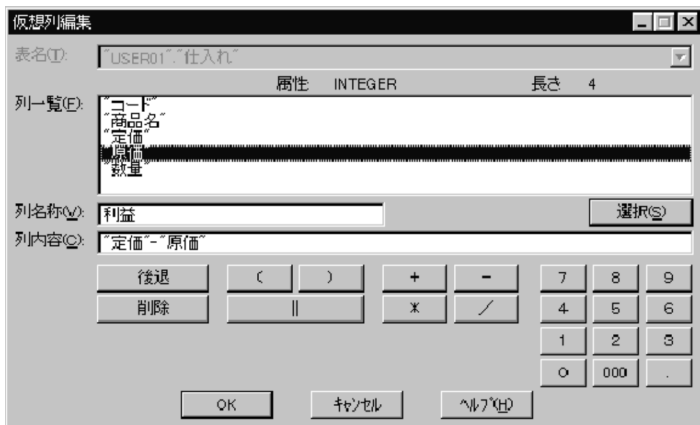 仮想列編集
表名(T): "USER01"."仕入れ"
属性 INTEGER 長さ 4
列一覧(F): "コード"
"商品名"
"定価"
"原価"
"数量"
列名称(V): 利益 選択(S)
列内容(C): "定価"-"原価"
後退 ( ) + - 7 8 9
削除 || * / 4 5 6
1 2 3
0 000 .
OK キャンセル ヘルプ(H)